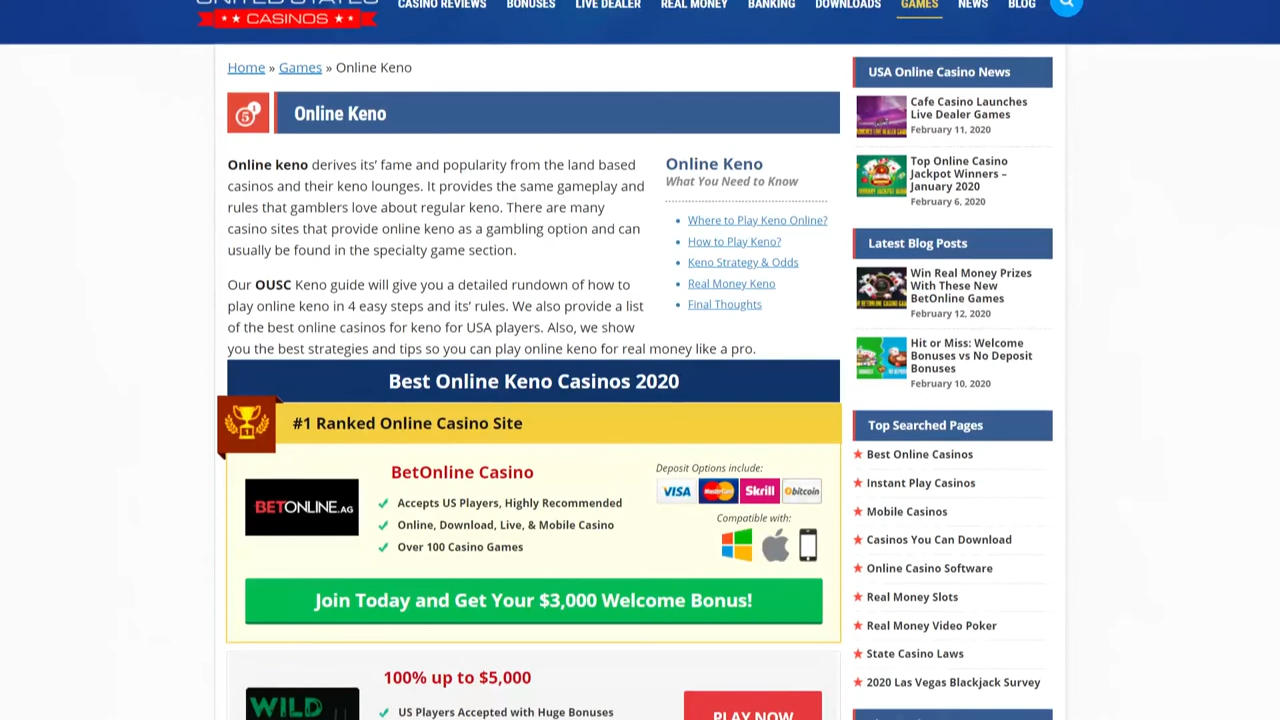 UNITED STATES
CASINOS
CASINO REVIEWS BONUSES LIVE DEALER REAL MONEY BANKING DOWNLOADS GAMES NEWS BLOG
Home » Games » Online Keno
5 1
Online Keno
Online keno derives its' fame and popularity from the land based
casinos and their keno lounges. It provides the same gameplay and
rules that gamblers love about regular keno. There are many
casino sites that provide online keno as a gambling option and can
usually be found in the specialty game section.
Our OUSC Keno guide will give you a detailed rundown of how to
play online keno in 4 easy steps and its' rules. We also provide a list
of the best online casinos for keno for USA players. Also, we show
you the best strategies and tips so you can play online keno for real money like a pro.
Online Keno
What You Need to Know
Where to Play Keno Online?
How to Play Keno?
Keno Strategy & Odds
Real Money Keno
Final Thoughts
Best Online Keno Casinos 2020
1
#1 Ranked Online Casino Site
BETONLINE.AG
BetOnline Casino
Accepts US Players, Highly Recommended
Online, Download, Live, & Mobile Casino
Over 100 Casino Games
Deposit Options include:
VISA MasterCard Skrill bitcoin
Compatible with:
Join Today and Get Your $3,000 Welcome Bonus!
WILD
100% up to $5,000
US Players Accepted with Huge Bonuses
PLAY NOW
USA Online Casino News
Cafe Casino Launches
Live Dealer Games
February 11, 2020
Top Online Casino
Jackpot Winners –
January 2020
February 6, 2020
Latest Blog Posts
Win Real Money Prizes
With These New
BetOnline Games
February 12, 2020
Hit or Miss: Welcome
Bonuses vs No Deposit
Bonuses
February 10, 2020
Top Searched Pages
Best Online Casinos
Instant Play Casinos
Mobile Casinos
Casinos You Can Download
Online Casino Software
Real Money Slots
Real Money Video Poker
State Casino Laws
2020 Las Vegas Blackjack Survey